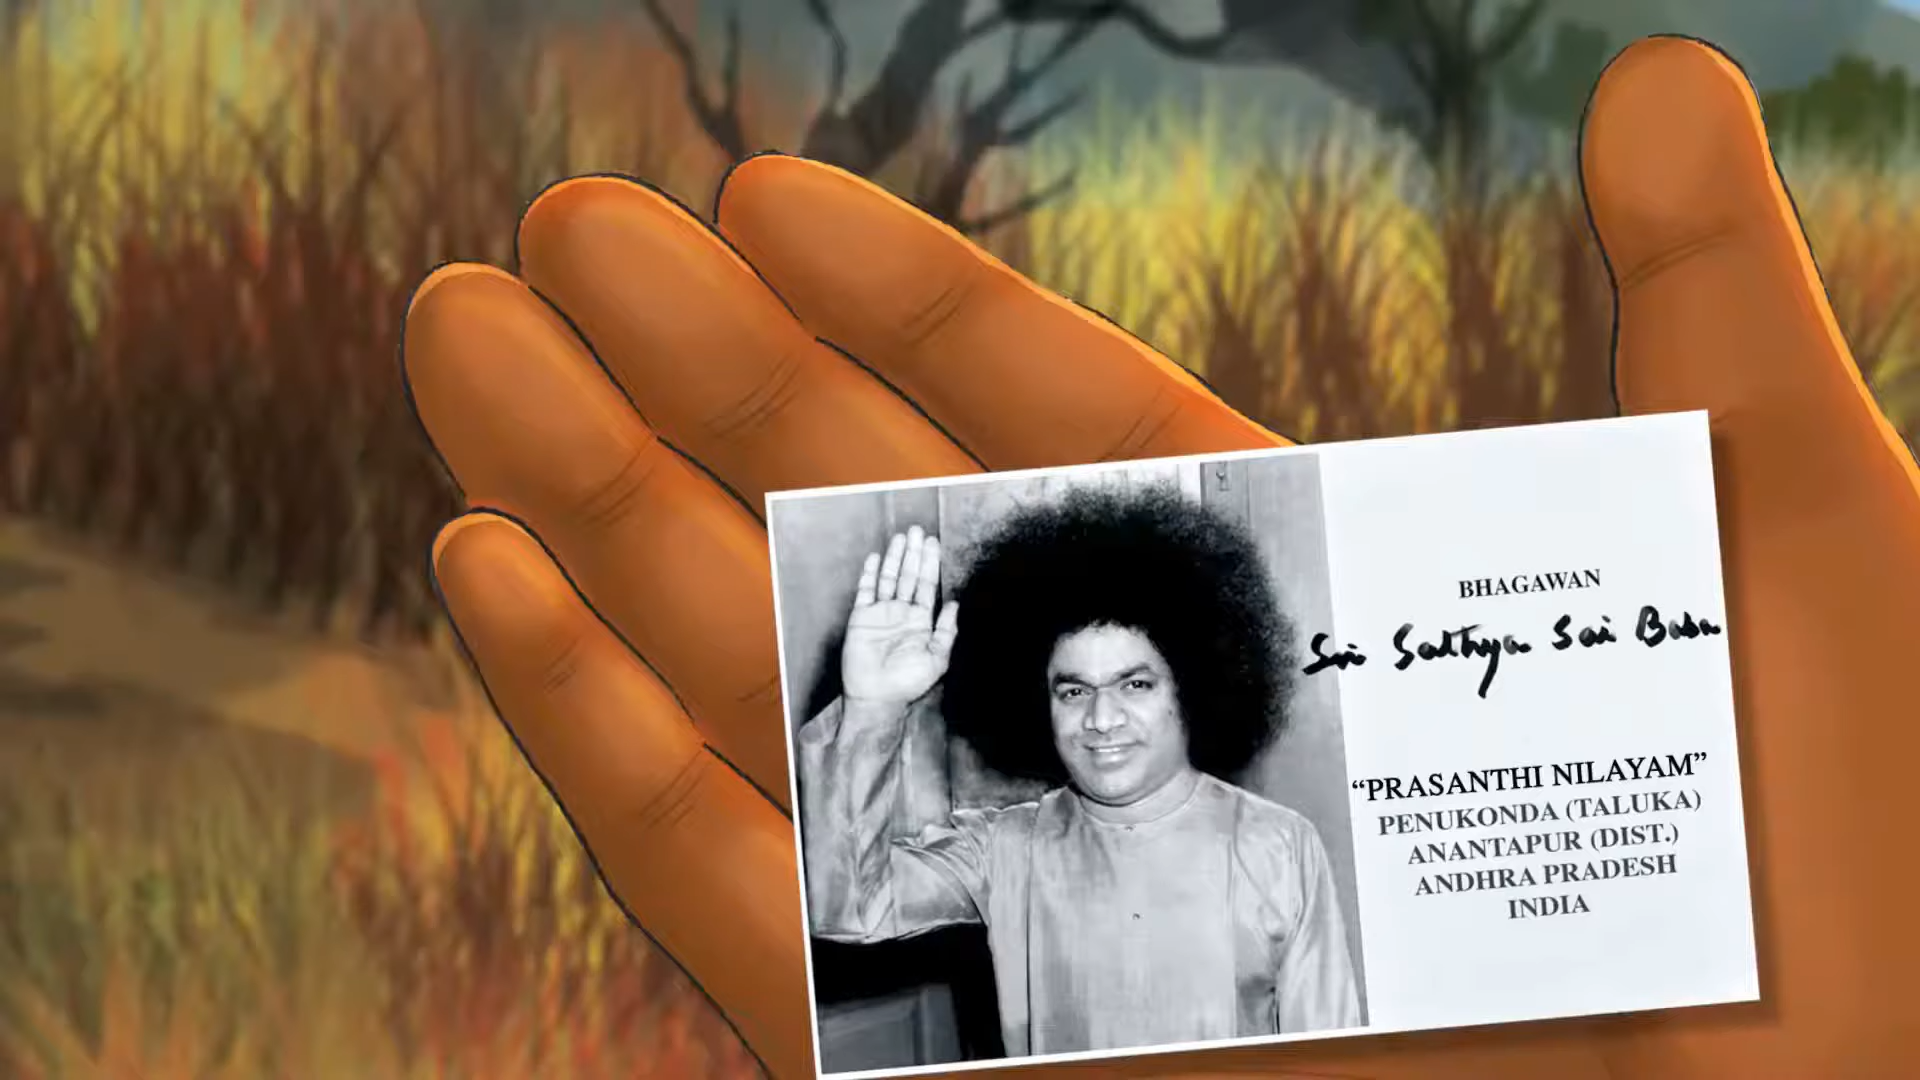 BHAGAWAN
Sri Sathya Sai Baba
“PRASANTHI NILAYAM”
PENUKONDA (TALUKA)
ANANTAPUR (DIST.)
ANDHRA PRADESH
INDIA